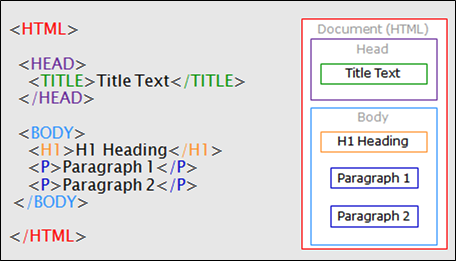 <HTML>
<HEAD>
<TITLE>Title Text</TITLE>
</HEAD>
<BODY>
<H1>H1 Heading</H1>
<P>Paragraph 1</P>
<P>Paragraph 2</P>
</BODY>
</HTML>
Document (HTML)
Head
Title Text
Body
H1 Heading
Paragraph 1
Paragraph 2